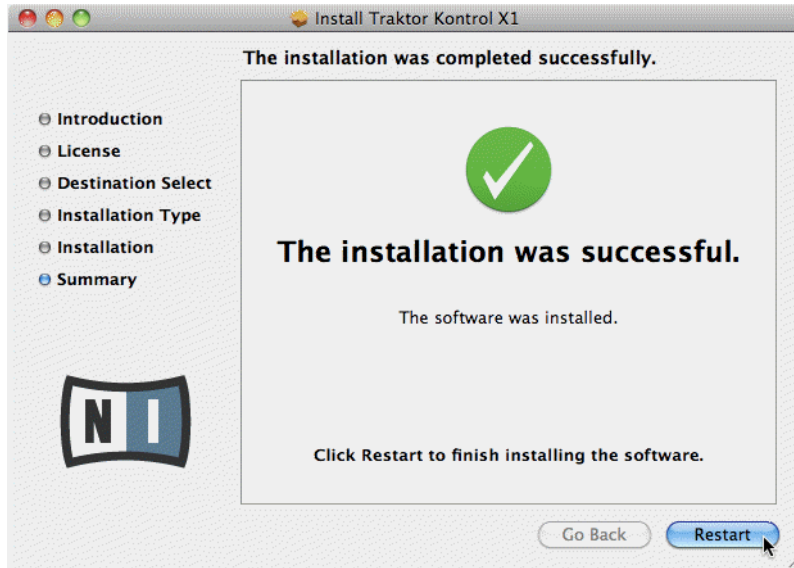 Install Traktor Kontrol X1
The installation was completed successfully.
Introduction
License
Destination Select
Installation Type
Installation
Summary
The installation was successful.
The software was installed.
Click Restart to finish installing the software.
NI
Go Back
Restart